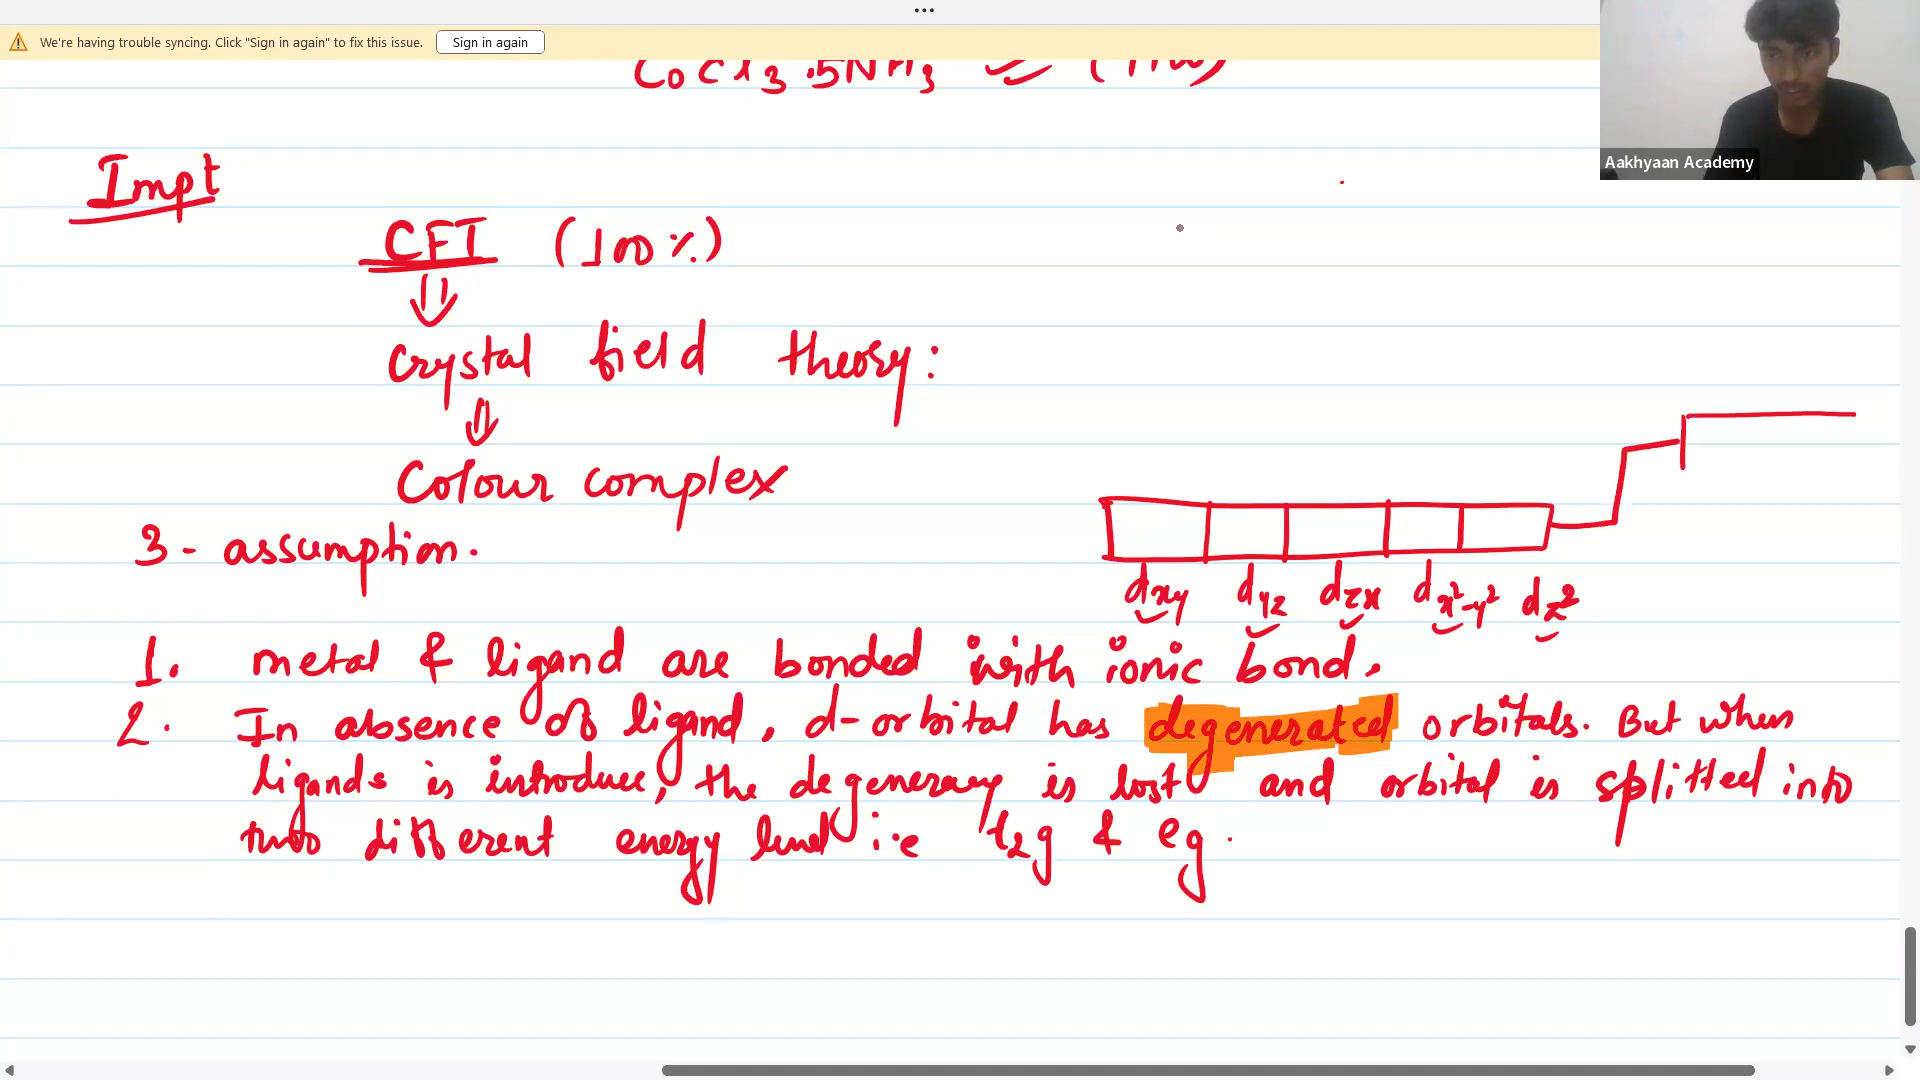 We're having trouble syncing. Click "Sign in again" to fix this issue. Sign in again
Aakhyaan Academy
CoCl3.5NH3
Impt
CFT (100%)
Crystal field theory:
Colour complex
3 - assumption.
dxy dyz dzx dx²-y² dz²
1. metal & ligand are bonded with ionic bond.
2. In absence of ligand, d-orbital has degenerated orbitals. But when
ligands is introduce, the degeneracy is lost and orbital is splitted into
two different energy level i.e t2g & eg.